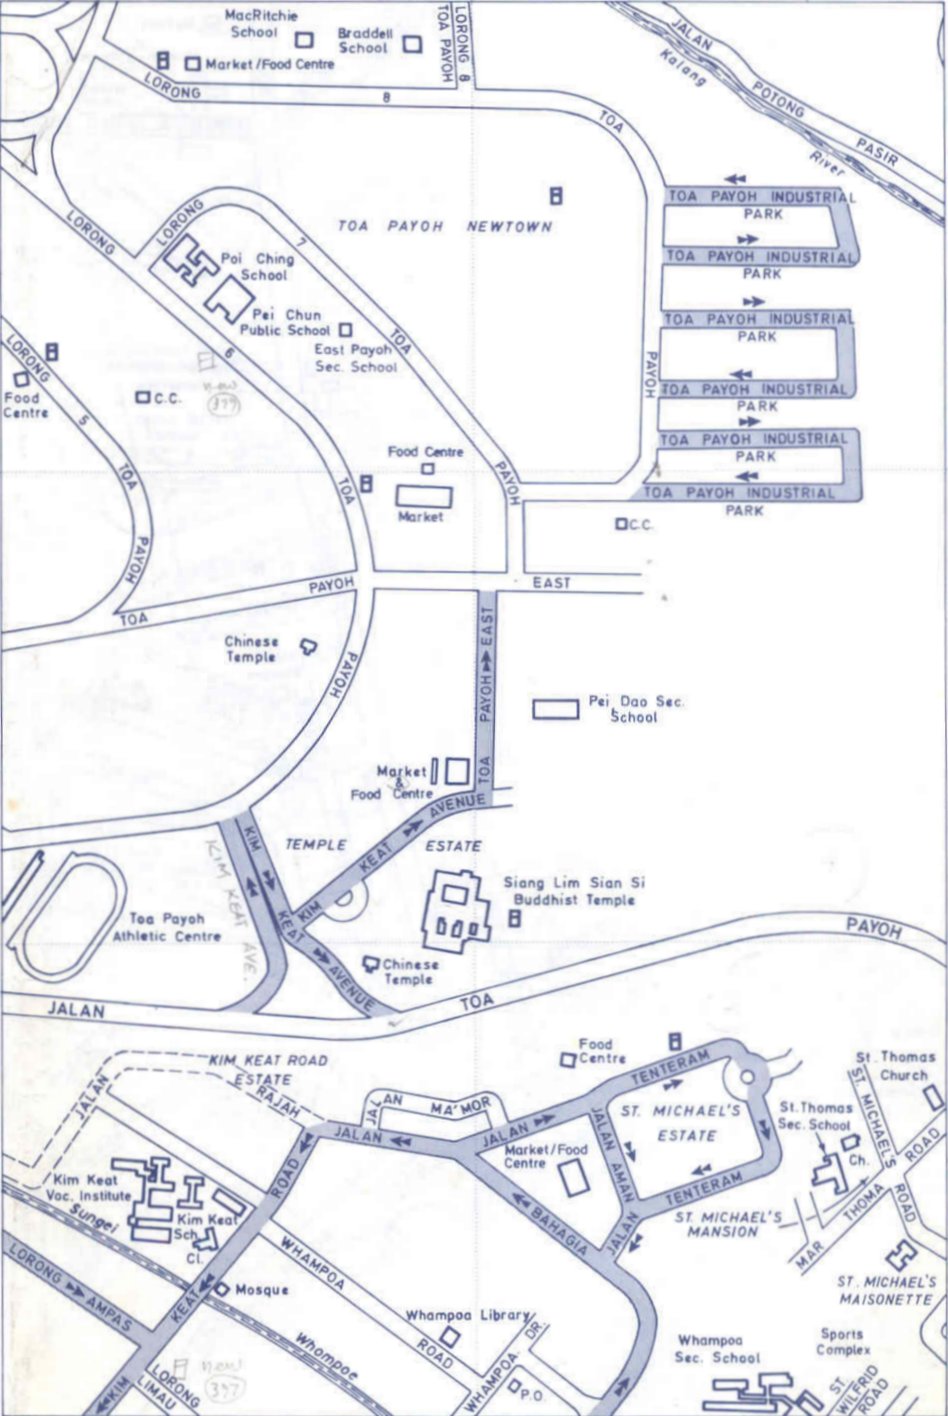 MacRitchie
School
Braddell
School
Market/Food Centre
LORONG 8
TOA PAYOH
LORONG
8
TOA
PAYOH
JALAN
POTONG
PASIR
Kalang
River
TOA PAYOH INDUSTRIAL
PARK
TOA PAYOH INDUSTRIAL
PARK
TOA PAYOH INDUSTRIAL
PARK
TOA PAYOH INDUSTRIAL
PARK
TOA PAYOH INDUSTRIAL
PARK
TOA PAYOH INDUSTRIAL
PARK
TOA PAYOH NEWTOWN
LORONG
6
TOA
PAYOH
LORONG
7
TOA
PAYOH
Poi Ching
School
Pei Chun
Public School
East Payoh
Sec. School
LORONG
5
TOA
PAYOH
Food
Centre
C.C.
new
Food Centre
Market
C.C.
TOA
PAYOH
EAST
Chinese
Temple
TOA PAYOH EAST
Pei Dao Sec.
School
Market
&
Food Centre
KIM KEAT AVENUE
TEMPLE ESTATE
KIM KEAT AVENUE
KIM KEAT AVE.
Siang Lim Sian Si
Buddhist Temple
Toa Payoh
Athletic Centre
Chinese
Temple
JALAN
TOA
PAYOH
KIM KEAT ROAD
ESTATE
JALAN
RAJAH
JALAN
MA'MOR
JALAN
JALAN
TENTERAM
Food
Centre
ST. MICHAEL'S
ESTATE
JALAN AMAN
TENTERAM
JALAN
BAHAGIA
Market/Food
Centre
ST. MICHAEL'S
MANSION
St. Thomas
Church
St. Thomas
Sec. School
Ch.
ST. MICHAEL'S
ROAD
MAR
THOMA
ROAD
ST. MICHAEL'S
MAISONETTE
Kim Keat
Voc. Institute
Sungei
Whampoe
Kim Keat
Sch.
Cl.
Mosque
KIM
KEAT
ROAD
LORONG
AMPAS
LORONG
LIMAU
new
397
WHAMPOA
ROAD
Whampoa Library
WHAMPOA DR.
P.O.
Whampoa
Sec. School
Sports
Complex
ST.
WILFRID
ROAD